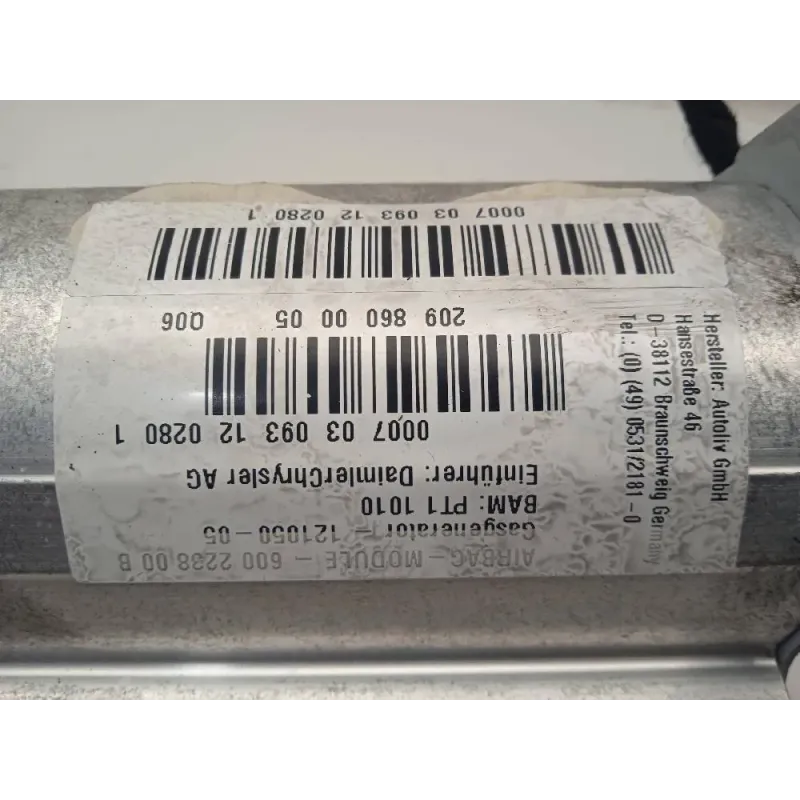 AIRBAG-MODULE - 600 2238 00 B
Gasgenerator - 121050-05
BAM: PT1 1010
Einführer: DaimlerChrysler AG
0007 03 093 12 0280 1
209 860 00 05 Q06
0007 03 093 12 0280 1
Hersteller: Autoliv GmbH
Hansestraße 46
D-38112 Braunschweig Germany
Tel.: (0) (49) 0531/2181-0